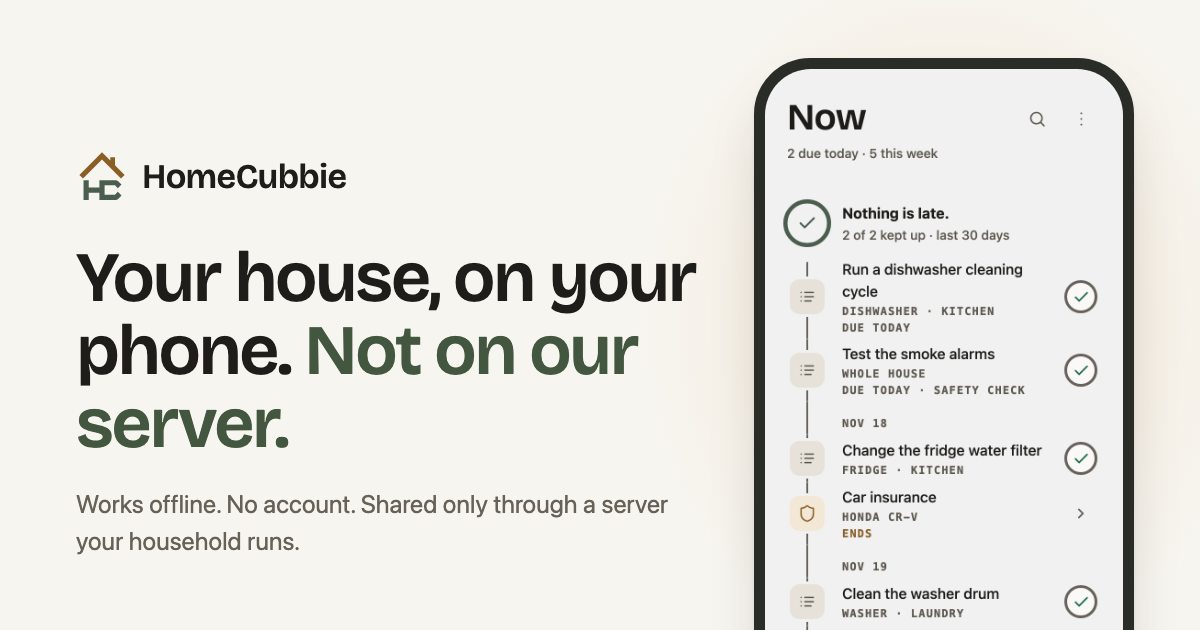 HC
HomeCubbie
Your house, on your
phone. Not on our
server.
Works offline. No account. Shared only through a server
your household runs.
Now
2 due today · 5 this week
Nothing is late.
2 of 2 kept up · last 30 days
Run a dishwasher cleaning
cycle
DISHWASHER · KITCHEN
DUE TODAY
Test the smoke alarms
WHOLE HOUSE
DUE TODAY · SAFETY CHECK
NOV 18
Change the fridge water filter
FRIDGE · KITCHEN
Car insurance
HONDA CR-V
ENDS
NOV 19
Clean the washer drum
WASHER · LAUNDRY